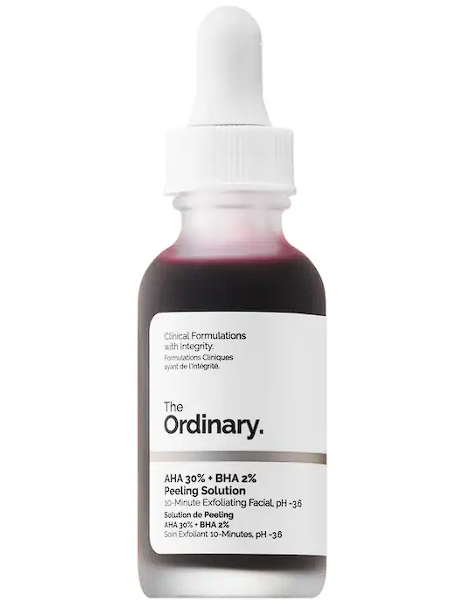 Clinical Formulations
with Integrity.
Formulations Cliniques
ayant de l'Intégrité.
The
Ordinary.
AHA 30% + BHA 2%
Peeling Solution
10-Minute Exfoliating Facial, pH ~3.6
Solution de Peeling
AHA 30% + BHA 2%
Soin Exfoliant 10-Minutes, pH ~3.6